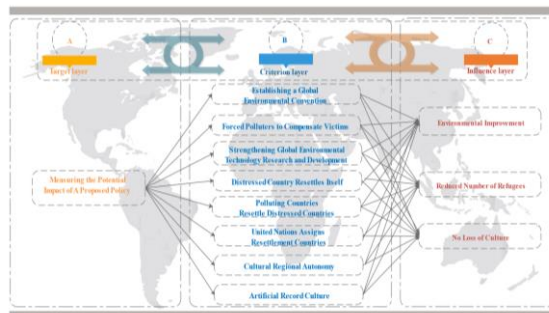 A
B
C
Target layer
Criterion layer
Influence layer
Establishing a Global
Environmental Convention
Forced Polluters to Compensate Victim
Strengthening Global Environmental
Technology Research and Development
Distressed Country Resettles Itself
Polluting Countries
Resettle Distressed Countries
United Nations Assigns
Resettlement Countries
Cultural Regional Autonomy
Artificial Record Culture
Measuring the Potential
Impact of A Proposed Policy
Environmental Improvement
Reduced Number of Refugees
No Loss of Culture